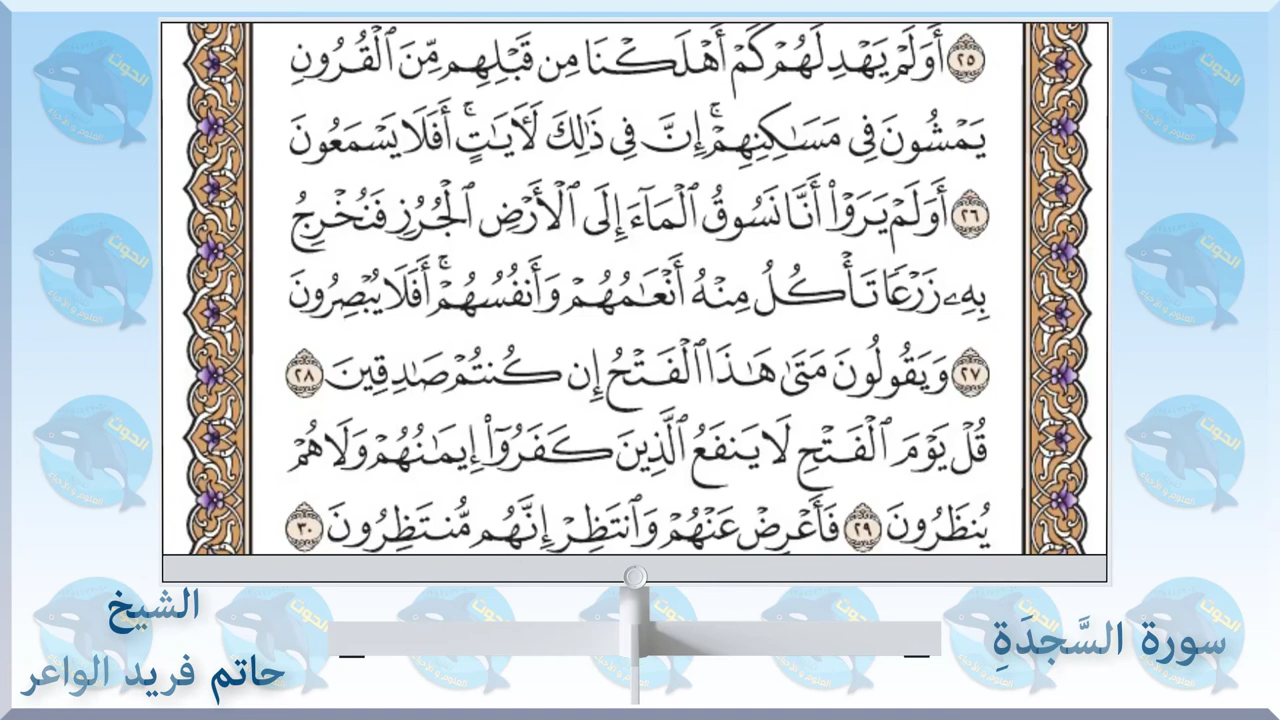 ٢٥ أَوَلَمْ يَهْدِ لَهُمْ كَمْ أَهْلَكْنَا مِن قَبْلِهِم مِّنَ ٱلْقُرُونِ
يَمْشُونَ فِى مَسَـٰكِنِهِمْ ۚ إِنَّ فِى ذَٰلِكَ لَـَٔايَـٰتٍ ۚ أَفَلَا يَسْمَعُونَ
٢٦ أَوَلَمْ يَرَوْا۟ أَنَّا نَسُوقُ ٱلْمَآءَ إِلَى ٱلْأَرْضِ ٱلْجُرُزِ فَنُخْرِجُ
بِهِۦ زَرْعًا تَأْكُلُ مِنْهُ أَنْعَـٰمُهُمْ وَأَنفُسُهُمْ ۚ أَفَلَا يُبْصِرُونَ
٢٧ وَيَقُولُونَ مَتَىٰ هَـٰذَا ٱلْفَتْحُ إِن كُنتُمْ صَـٰدِقِينَ ٢٨
قُلْ يَوْمَ ٱلْفَتْحِ لَا يَنفَعُ ٱلَّذِينَ كَفَرُوٓا۟ إِيمَـٰنُهُمْ وَلَا هُمْ
يُنظَرُونَ ٢٩ فَأَعْرِضْ عَنْهُمْ وَٱنتَظِرْ إِنَّهُم مُّنتَظِرُونَ ٣٠
سورة السَّجدَةِ
الشيخ
حاتم فريد الواعر
الحوت